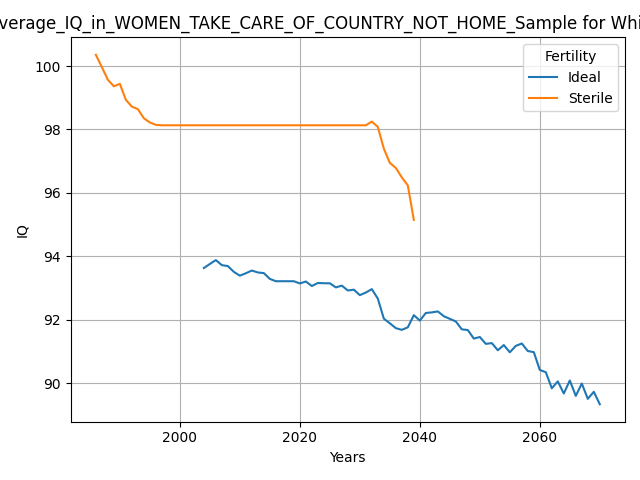 verage_IQ_in_WOMEN_TAKE_CARE_OF_COUNTRY_NOT_HOME_Sample for Whi
Fertility
Ideal
Sterile
100
98
96
94
92
90
IQ
2000
2020
2040
2060
Years